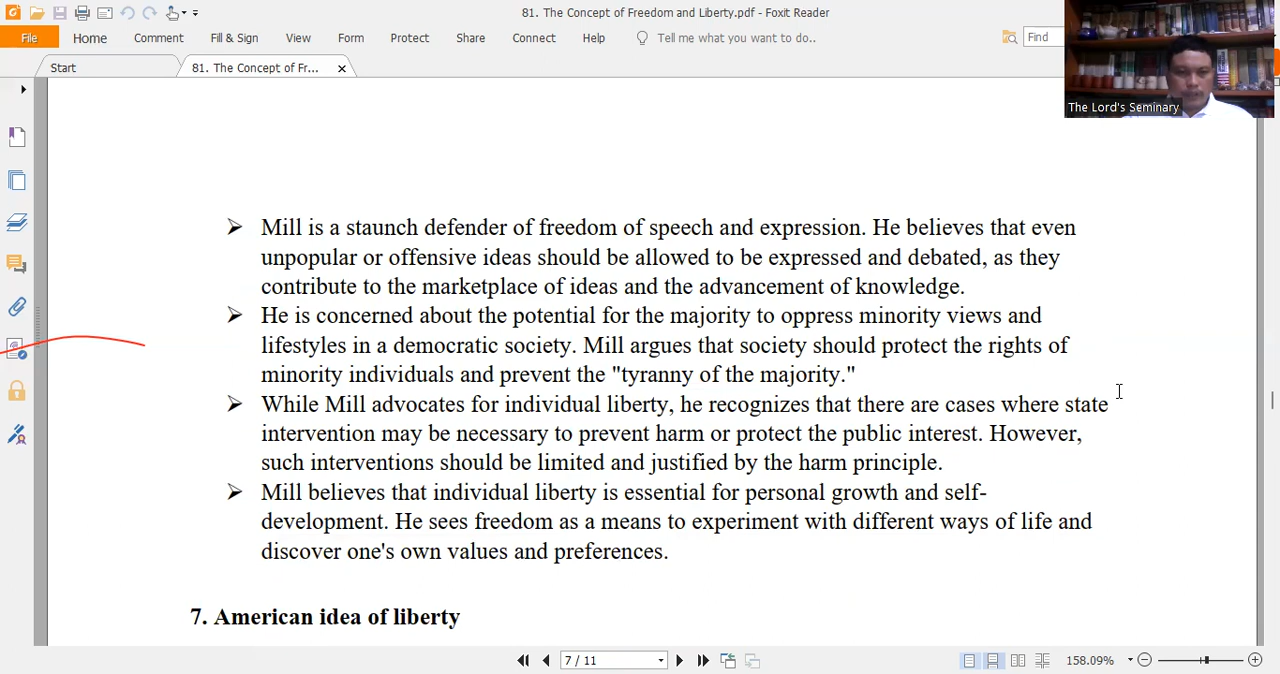 81. The Concept of Freedom and Liberty.pdf - Foxit Reader
File Home Comment Fill & Sign View Form Protect Share Connect Help Tell me what you want to do.. Find
Start 81. The Concept of Fr... ×
The Lord's Seminary
➢ Mill is a staunch defender of freedom of speech and expression. He believes that even
unpopular or offensive ideas should be allowed to be expressed and debated, as they
contribute to the marketplace of ideas and the advancement of knowledge.
➢ He is concerned about the potential for the majority to oppress minority views and
lifestyles in a democratic society. Mill argues that society should protect the rights of
minority individuals and prevent the "tyranny of the majority."
➢ While Mill advocates for individual liberty, he recognizes that there are cases where state
intervention may be necessary to prevent harm or protect the public interest. However,
such interventions should be limited and justified by the harm principle.
➢ Mill believes that individual liberty is essential for personal growth and self-
development. He sees freedom as a means to experiment with different ways of life and
discover one's own values and preferences.
7. American idea of liberty
7 / 11 158.09%